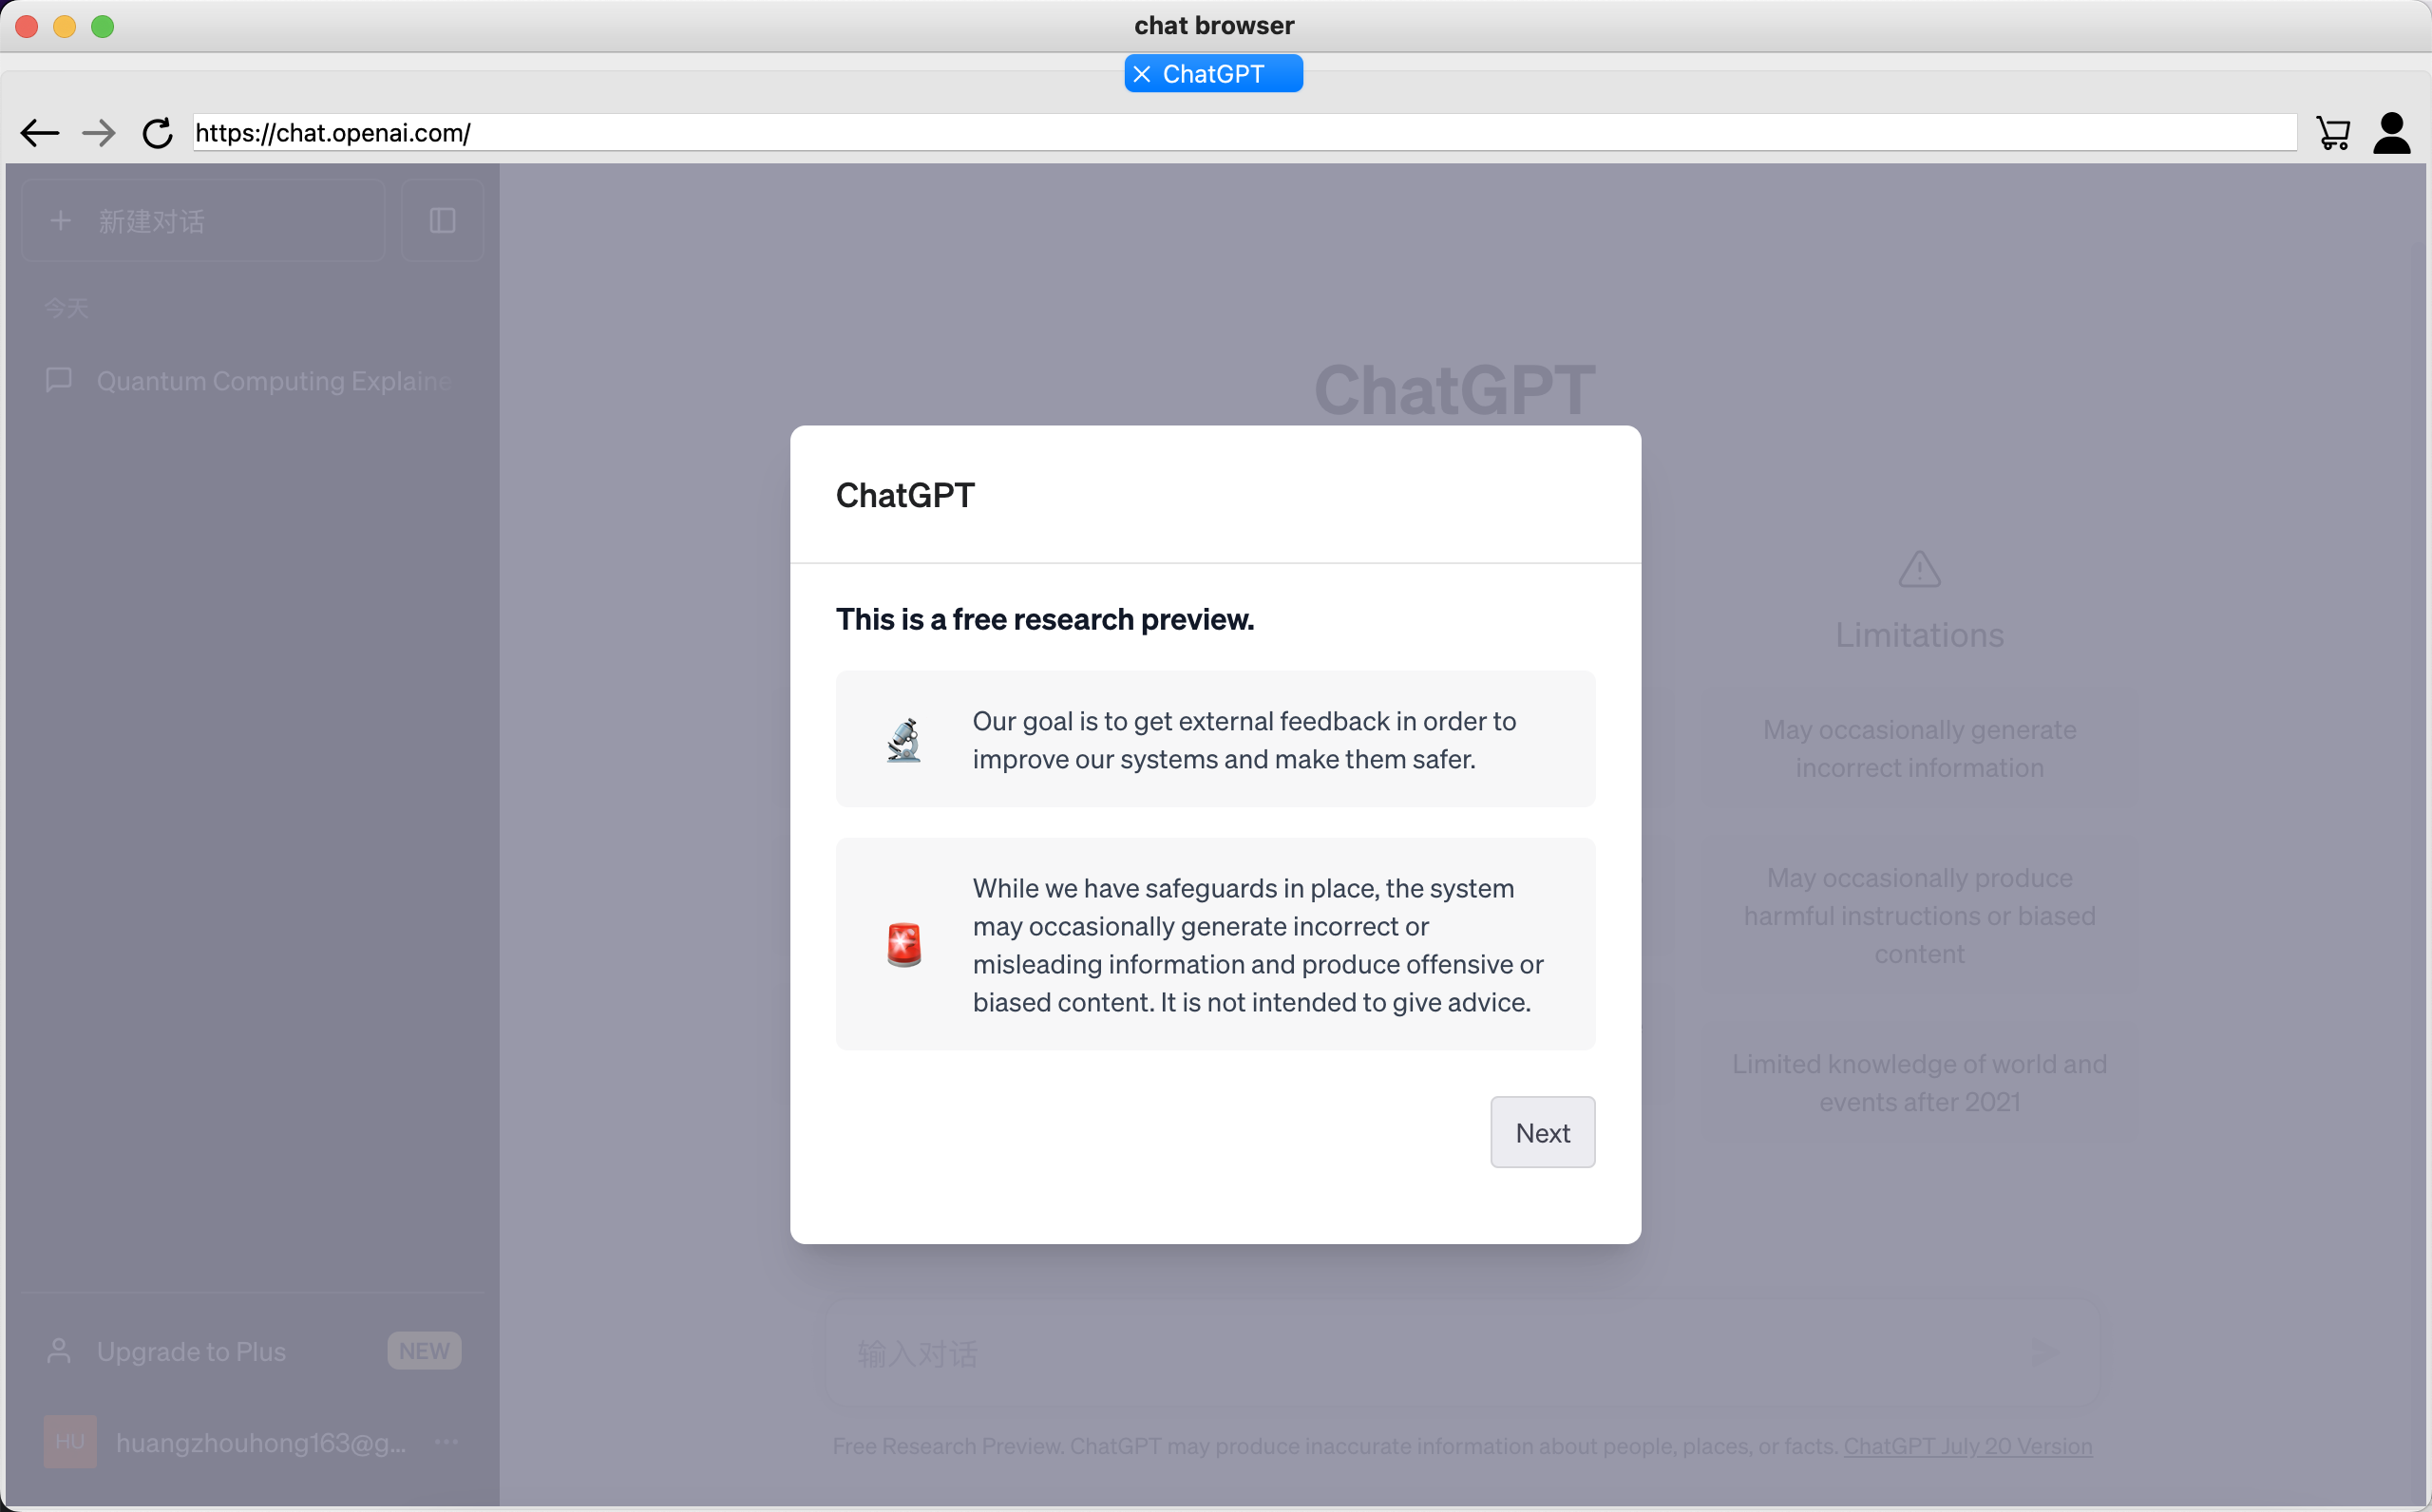 chat browser
ChatGPT
https://chat.openai.com/
新建对话
今天
Quantum Computing Explaine
ChatGPT
ChatGPT
This is a free research preview.
Our goal is to get external feedback in order to
improve our systems and make them safer.
While we have safeguards in place, the system
may occasionally generate incorrect or
misleading information and produce offensive or
biased content. It is not intended to give advice.
Next
Limitations
May occasionally generate
incorrect information
May occasionally produce
harmful instructions or biased
content
Limited knowledge of world and
events after 2021
Upgrade to Plus
NEW
HU
huangzhouhong163@g...
输入对话
Free Research Preview. ChatGPT may produce inaccurate information about people, places, or facts. ChatGPT July 20 Version